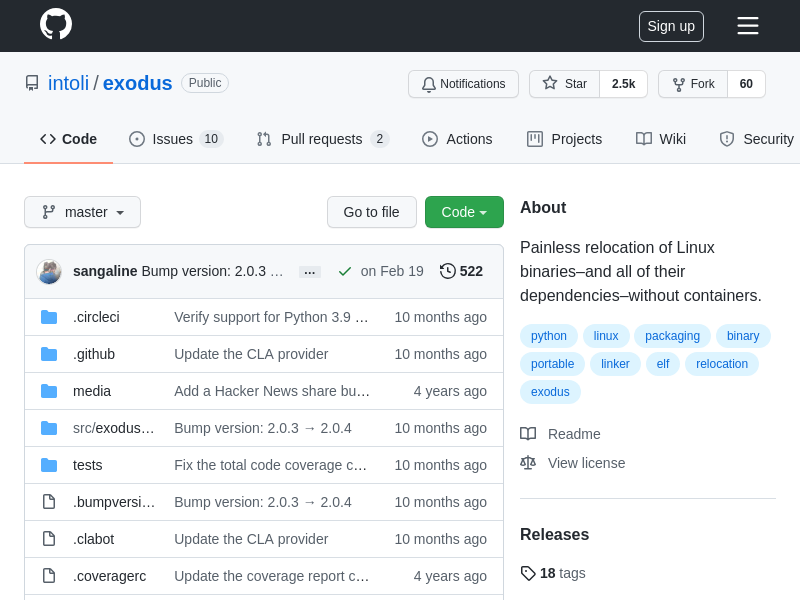 Sign up
intoli / exodus Public
Notifications Star 2.5k Fork 60
Code Issues 10 Pull requests 2 Actions Projects Wiki Security
master Go to file Code
sangaline Bump version: 2.0.3 … ... on Feb 19 522
.circleci Verify support for Python 3.9 … 10 months ago
.github Update the CLA provider 10 months ago
media Add a Hacker News share bu… 4 years ago
src/exodus… Bump version: 2.0.3 → 2.0.4 10 months ago
tests Fix the total code coverage c… 10 months ago
.bumpversi… Bump version: 2.0.3 → 2.0.4 10 months ago
.clabot Update the CLA provider 10 months ago
.coveragerc Update the coverage report c… 4 years ago
About
Painless relocation of Linux
binaries–and all of their
dependencies–without containers.
python linux packaging binary
portable linker elf relocation
exodus
Readme
View license
Releases
18 tags